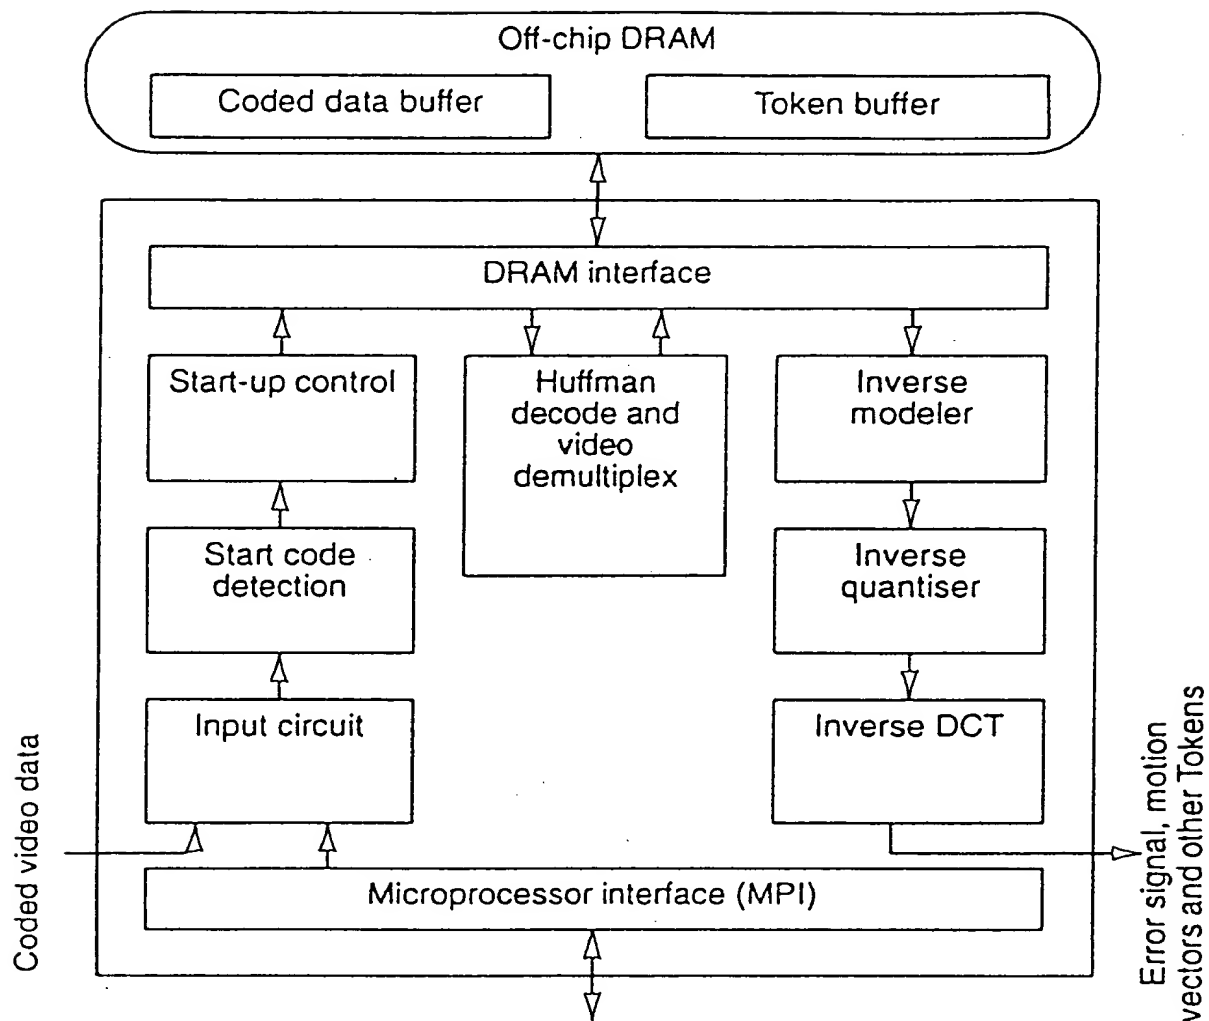 Off-chip DRAM
Coded data buffer
Token buffer
DRAM interface
Start-up control
Huffman
decode and
video
demultiplex
Inverse
modeler
Start code
detection
Inverse
quantiser
Input circuit
Inverse DCT
Coded video data
Error signal, motion
vectors and other Tokens
Microprocessor interface (MPI)